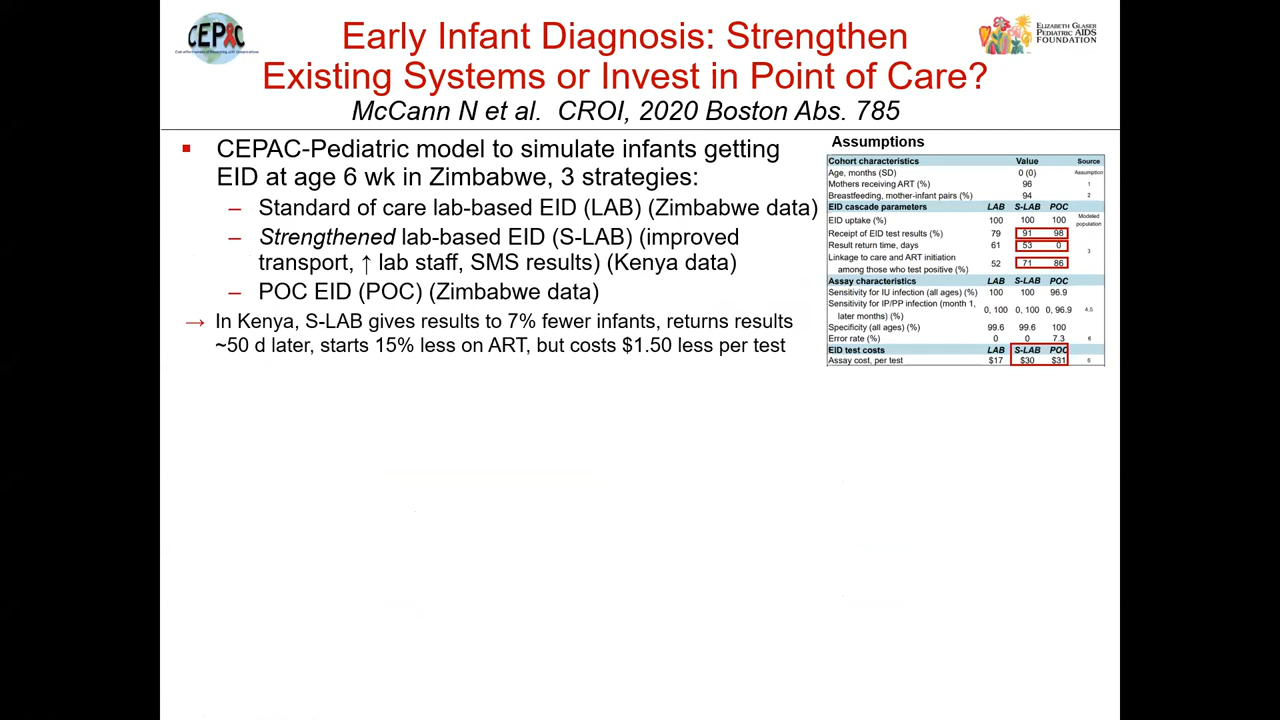 CEPAC
Early Infant Diagnosis: Strengthen
Existing Systems or Invest in Point of Care?
ELIZABETH GLASER
PEDIATRIC AIDS
FOUNDATION
McCann N et al. CROI, 2020 Boston Abs. 785
▪ CEPAC-Pediatric model to simulate infants getting
EID at age 6 wk in Zimbabwe, 3 strategies:
– Standard of care lab-based EID (LAB) (Zimbabwe data)
– Strengthened lab-based EID (S-LAB) (improved
transport, ↑ lab staff, SMS results) (Kenya data)
– POC EID (POC) (Zimbabwe data)
→ In Kenya, S-LAB gives results to 7% fewer infants, returns results
~50 d later, starts 15% less on ART, but costs $1.50 less per test
Assumptions
Cohort characteristics Value Source
Age, months (SD) 0 (0) Assumption
Mothers receiving ART (%) 96 1
Breastfeeding, mother-infant pairs (%) 94 2
EID cascade parameters LAB S-LAB POC
EID uptake (%) 100 100 100 Modeled population
Receipt of EID test results (%) 79 91 98
Result return time, days 61 53 0 3
Linkage to care and ART initiation
among those who test positive (%) 52 71 86
Assay characteristics LAB S-LAB POC
Sensitivity for IU infection (all ages) (%) 100 100 96.9
Sensitivity for IP/PP infection (month 1,
later months) (%) 0, 100 0, 100 0, 96.9 4,5
Specificity (all ages) (%) 99.6 99.6 100
Error rate (%) 0 0 7.3 6
EID test costs LAB S-LAB POC
Assay cost, per test $17 $30 $31 6